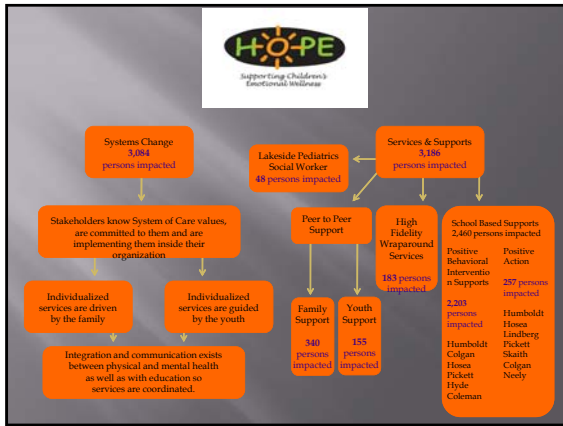 HOPE
Supporting Children's
Emotional Wellness
Systems Change
3,084
persons impacted
Services & Supports
3,186
persons impacted
Lakeside Pediatrics
Social Worker
48 persons impacted
Stakeholders know System of Care values,
are committed to them and are
implementing them inside their
organization
Peer to Peer
Support
High
Fidelity
Wraparound
Services
183 persons
impacted
School Based Supports
2,460 persons impacted
Positive
Behavioral
Interventio
n Supports
2,203
persons
impacted
Humboldt
Colgan
Hosea
Pickett
Hyde
Coleman
Positive
Action
257 persons
impacted
Humboldt
Hosea
Lindberg
Pickett
Skaith
Colgan
Neely
Individualized
services are driven
by the family
Individualized
services are guided
by the youth
Family
Support
340
persons
impacted
Youth
Support
155
persons
impacted
Integration and communication exists
between physical and mental health
as well as with education so
services are coordinated.